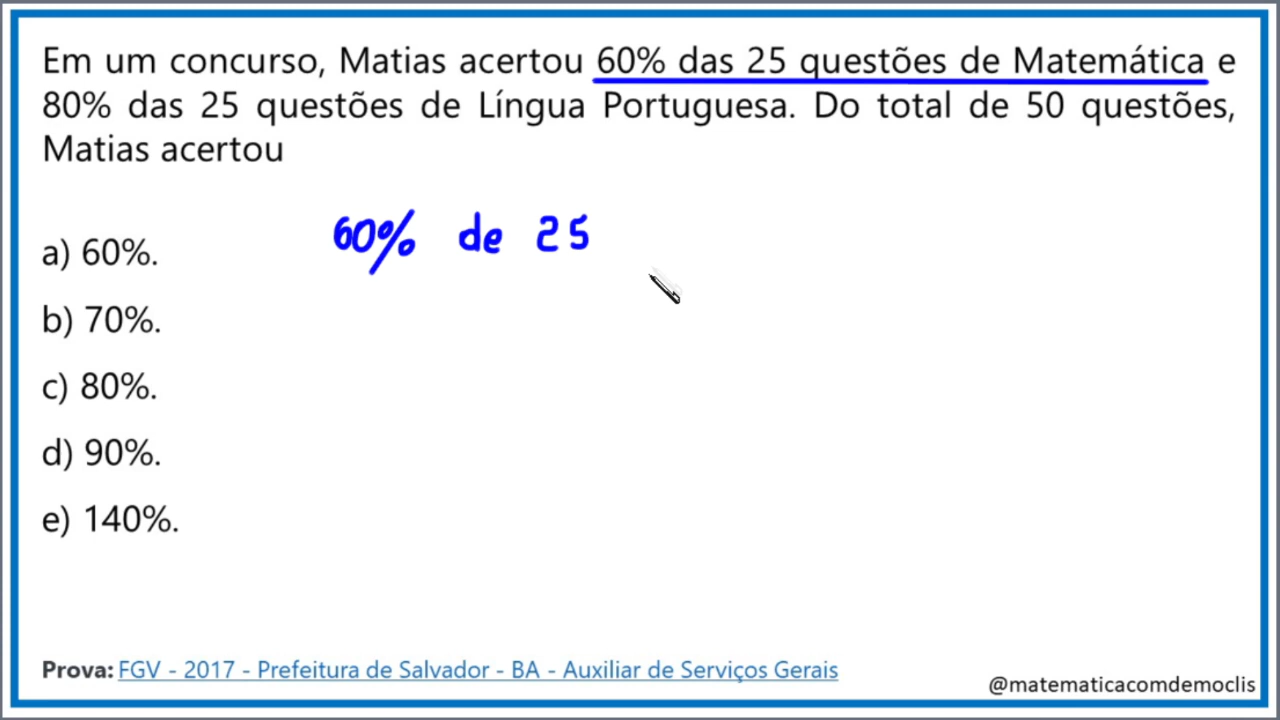 Em um concurso, Matias acertou 60% das 25 questões de Matemática e
80% das 25 questões de Língua Portuguesa. Do total de 50 questões,
Matias acertou
60% de 25
a) 60%.
b) 70%.
c) 80%.
d) 90%.
e) 140%.
Prova: FGV - 2017 - Prefeitura de Salvador - BA - Auxiliar de Serviços Gerais
@matematicacomdemoclis